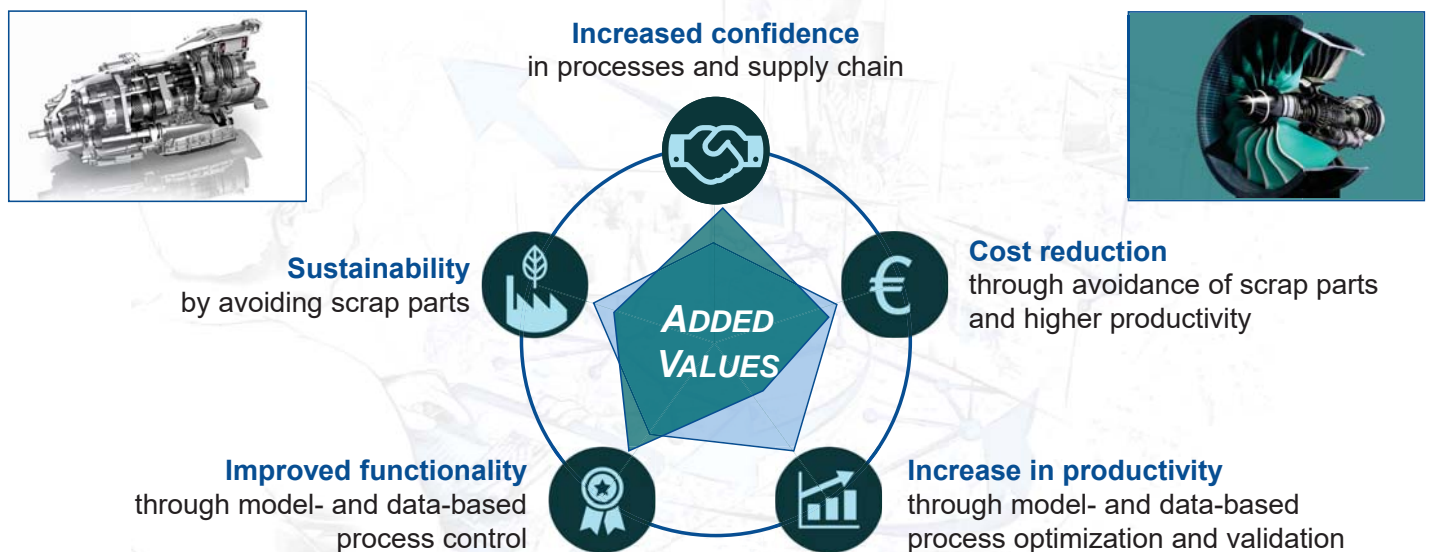 Increased confidence
in processes and supply chain
Sustainability
by avoiding scrap parts
Cost reduction
through avoidance of scrap parts
and higher productivity
€
ADDED
VALUES
Improved functionality
through model- and data-based
process control
Increase in productivity
through model- and data-based
process optimization and validation